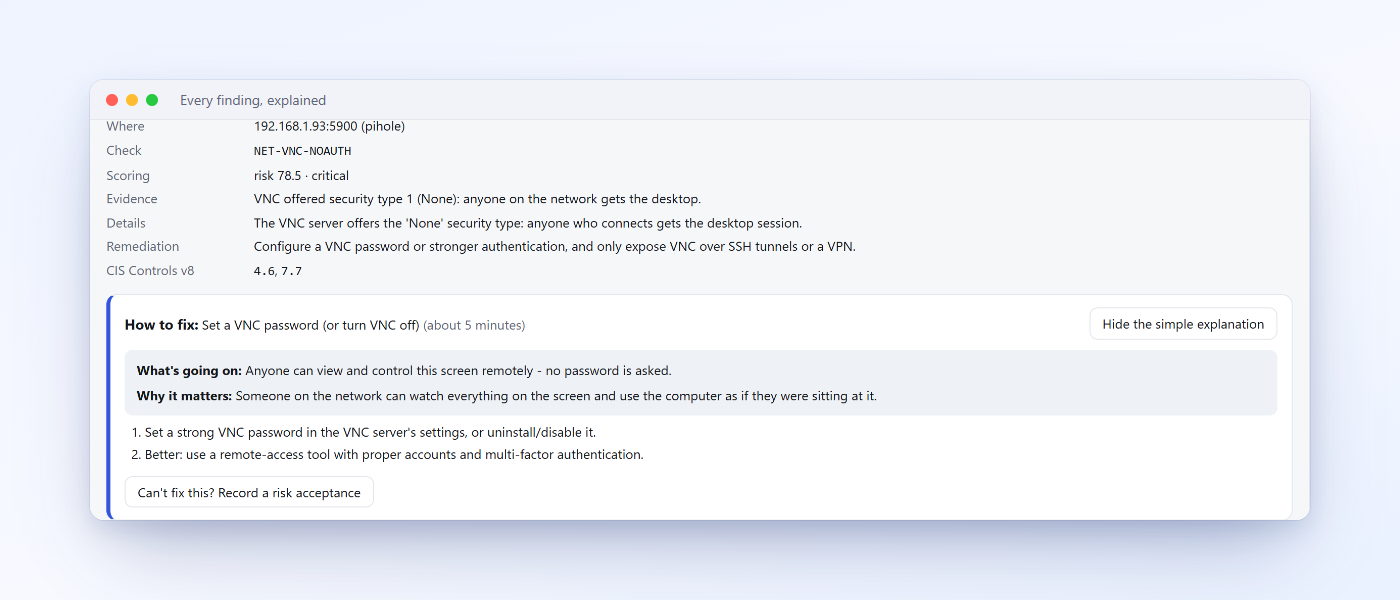 Every finding, explained
Where 192.168.1.93:5900 (pihole)
Check NET-VNC-NOAUTH
Scoring risk 78.5 · critical
Evidence VNC offered security type 1 (None): anyone on the network gets the desktop.
Details The VNC server offers the 'None' security type: anyone who connects gets the desktop session.
Remediation Configure a VNC password or stronger authentication, and only expose VNC over SSH tunnels or a VPN.
CIS Controls v8 4.6, 7.7
How to fix: Set a VNC password (or turn VNC off) (about 5 minutes) Hide the simple explanation
What's going on: Anyone can view and control this screen remotely - no password is asked.
Why it matters: Someone on the network can watch everything on the screen and use the computer as if they were sitting at it.
1. Set a strong VNC password in the VNC server's settings, or uninstall/disable it.
2. Better: use a remote-access tool with proper accounts and multi-factor authentication.
Can't fix this? Record a risk acceptance